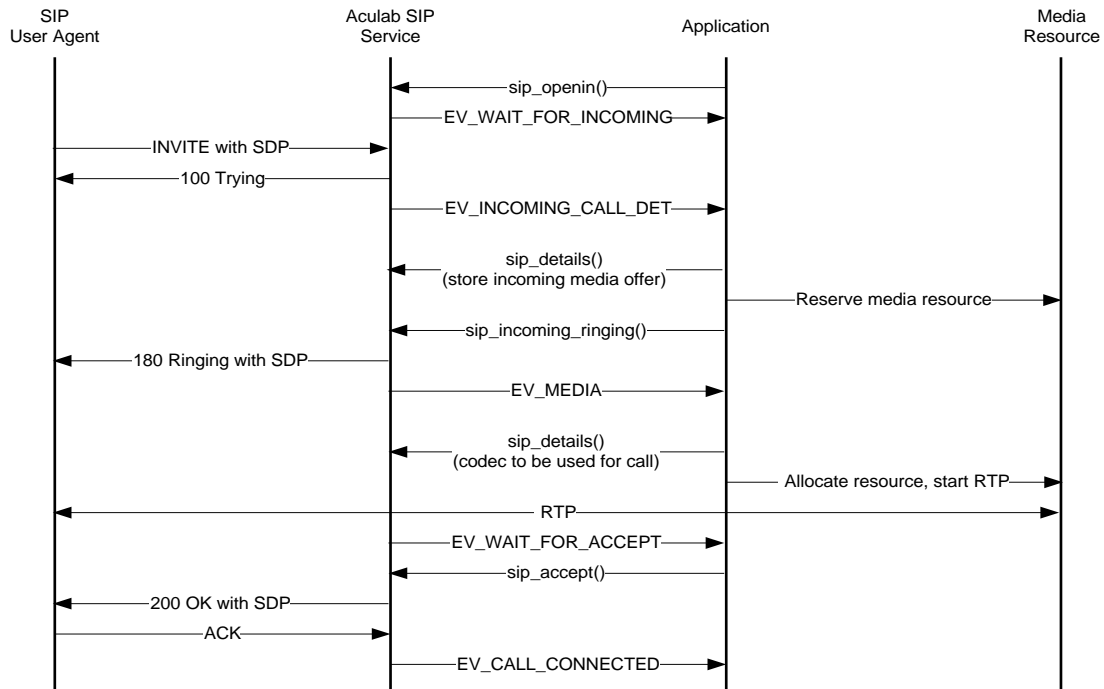 SIP
User Agent
Aculab SIP
Service
Application
Media
Resource
sip_openin()
EV_WAIT_FOR_INCOMING
INVITE with SDP
100 Trying
EV_INCOMING_CALL_DET
sip_details()
(store incoming media offer)
Reserve media resource
sip_incoming_ringing()
180 Ringing with SDP
EV_MEDIA
sip_details()
(codec to be used for call)
Allocate resource, start RTP
RTP
EV_WAIT_FOR_ACCEPT
sip_accept()
200 OK with SDP
ACK
EV_CALL_CONNECTED